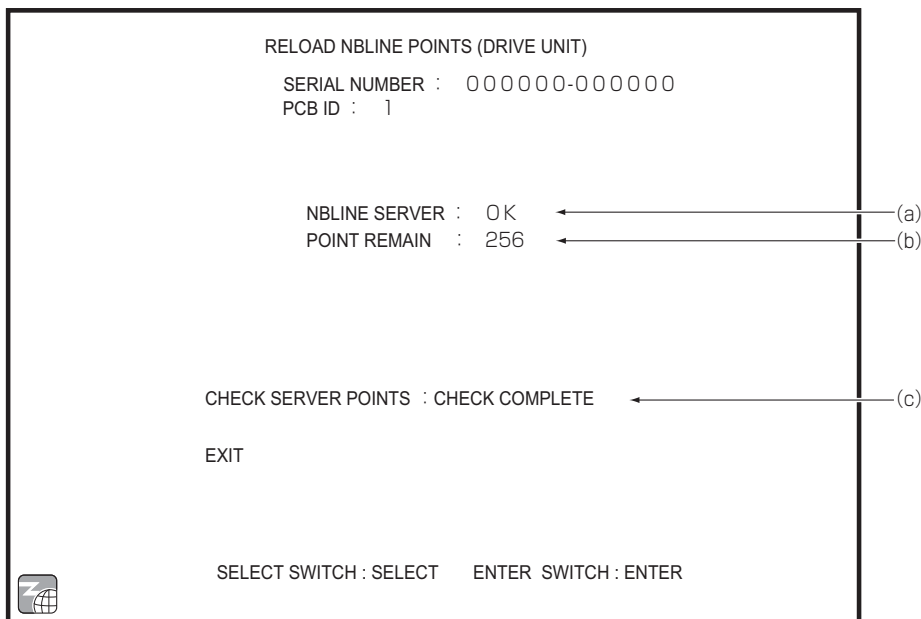 RELOAD NBLINE POINTS (DRIVE UNIT)
SERIAL NUMBER : 000000-000000
PCB ID : 1
NBLINE SERVER : OK
(a)
POINT REMAIN : 256
(b)
CHECK SERVER POINTS : CHECK COMPLETE
(c)
EXIT
SELECT SWITCH : SELECT ENTER SWITCH : ENTER